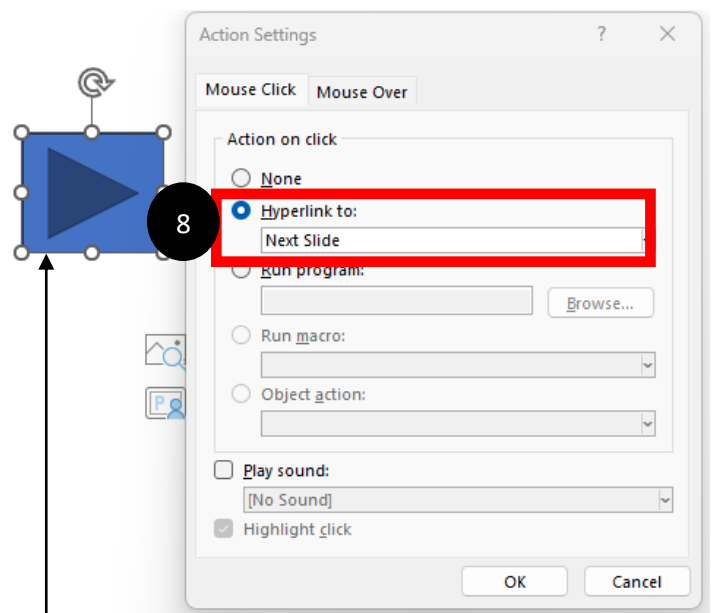 Action Settings
Mouse Click
Mouse Over
Action on click
None
8
Hyperlink to:
Next Slide
Run program:
Browse...
Run macro:
Object action:
Play sound:
[No Sound]
Highlight click
OK
Cancel